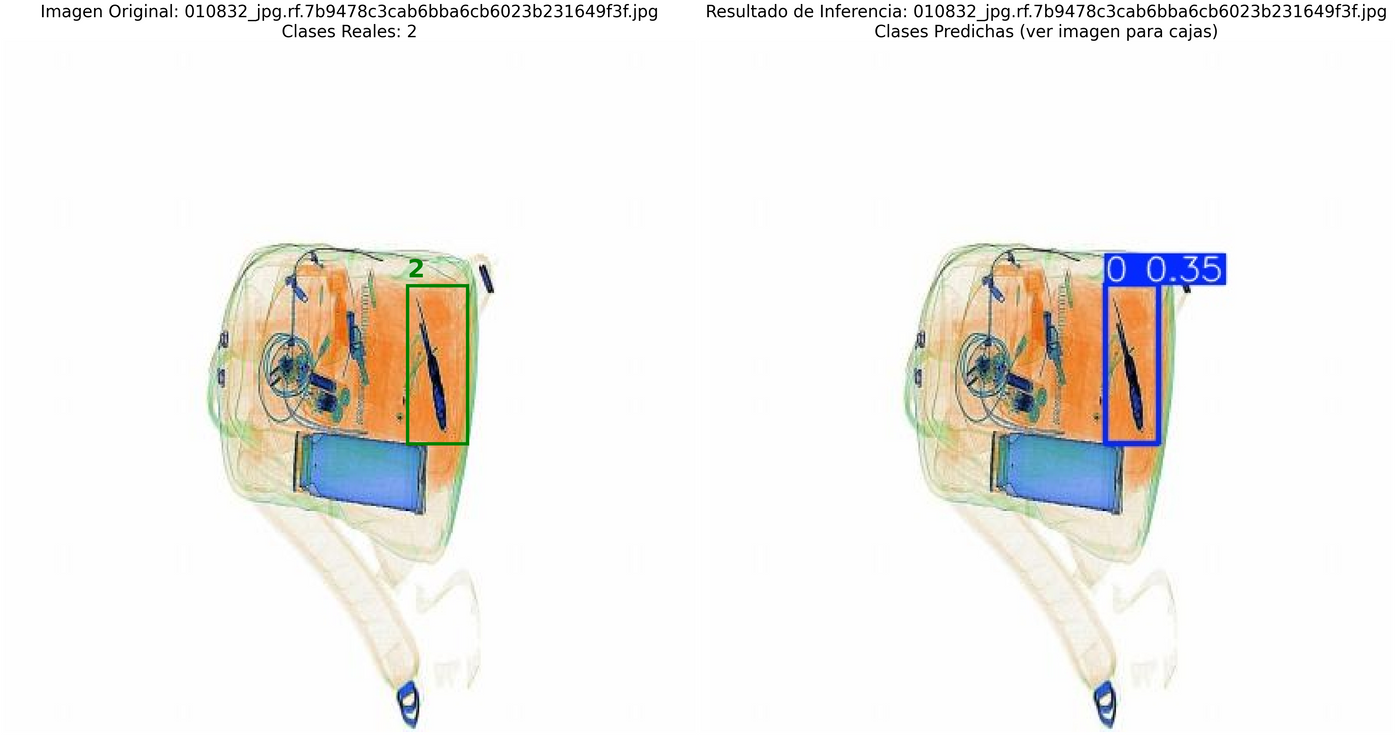 Imagen Original: 010832_jpg.rf.7b9478c3cab6bba6cb6023b231649f3f.jpg
Clases Reales: 2
2
Resultado de Inferencia: 010832_jpg.rf.7b9478c3cab6bba6cb6023b231649f3f.jpg
Clases Predichas (ver imagen para cajas)
0 0.35